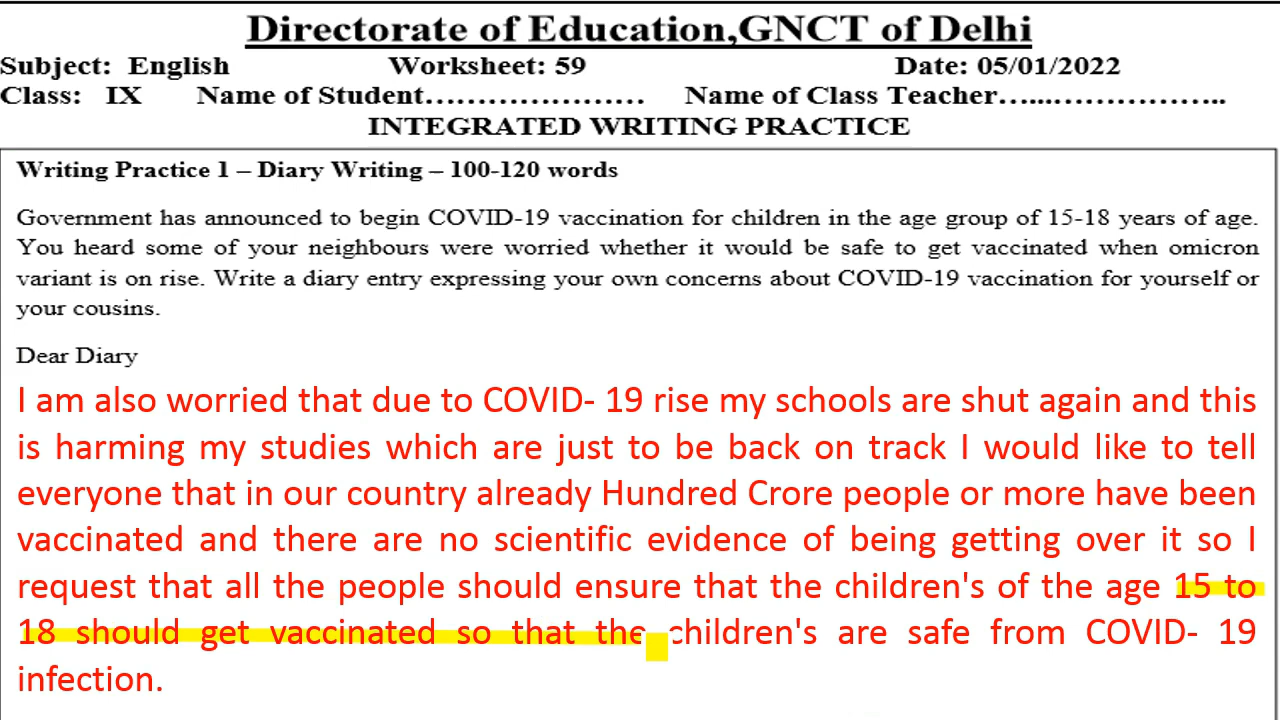 Directorate of Education,GNCT of Delhi
Subject: English Worksheet: 59 Date: 05/01/2022
Class: IX Name of Student………………… Name of Class Teacher…....……………..
INTEGRATED WRITING PRACTICE
Writing Practice 1 – Diary Writing – 100-120 words
Government has announced to begin COVID-19 vaccination for children in the age group of 15-18 years of age.
You heard some of your neighbours were worried whether it would be safe to get vaccinated when omicron
variant is on rise. Write a diary entry expressing your own concerns about COVID-19 vaccination for yourself or
your cousins.
Dear Diary
I am also worried that due to COVID- 19 rise my schools are shut again and this
is harming my studies which are just to be back on track I would like to tell
everyone that in our country already Hundred Crore people or more have been
vaccinated and there are no scientific evidence of being getting over it so I
request that all the people should ensure that the children's of the age 15 to
18 should get vaccinated so that the children's are safe from COVID- 19
infection.